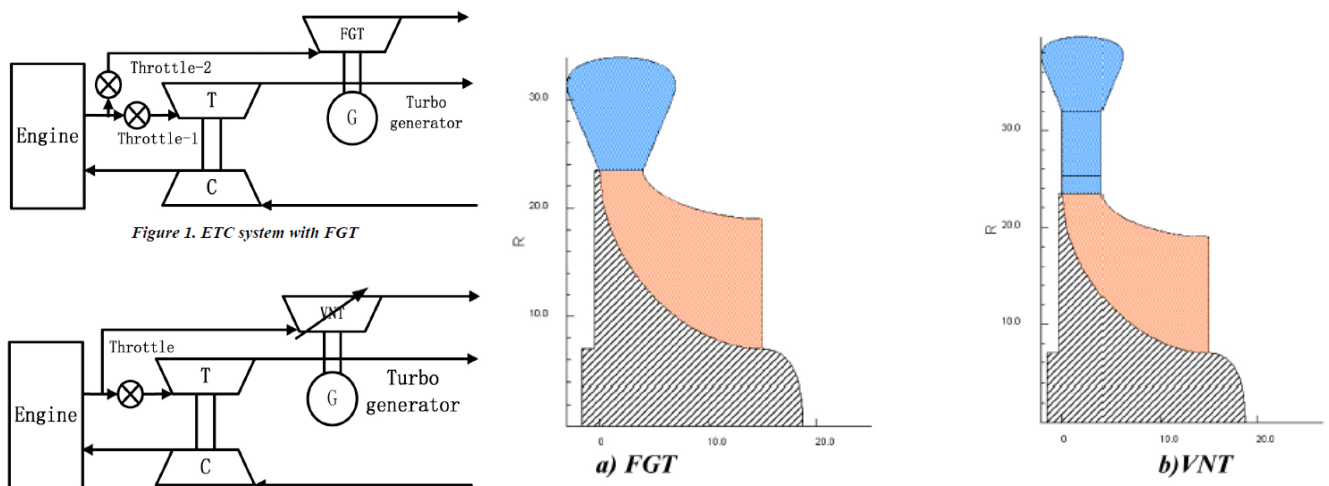 FGT
Throttle-2
T
Turbo
generator
G
Engine
Throttle-1
C
Figure 1. ETC system with FGT
VNT
Throttle
T
Turbo
generator
G
Engine
C
30.0
20.0
R
10.0
0
10.0
20.0
a) FGT
30.0
R
20.0
10.0
0
10.0
20.0
b)VNT